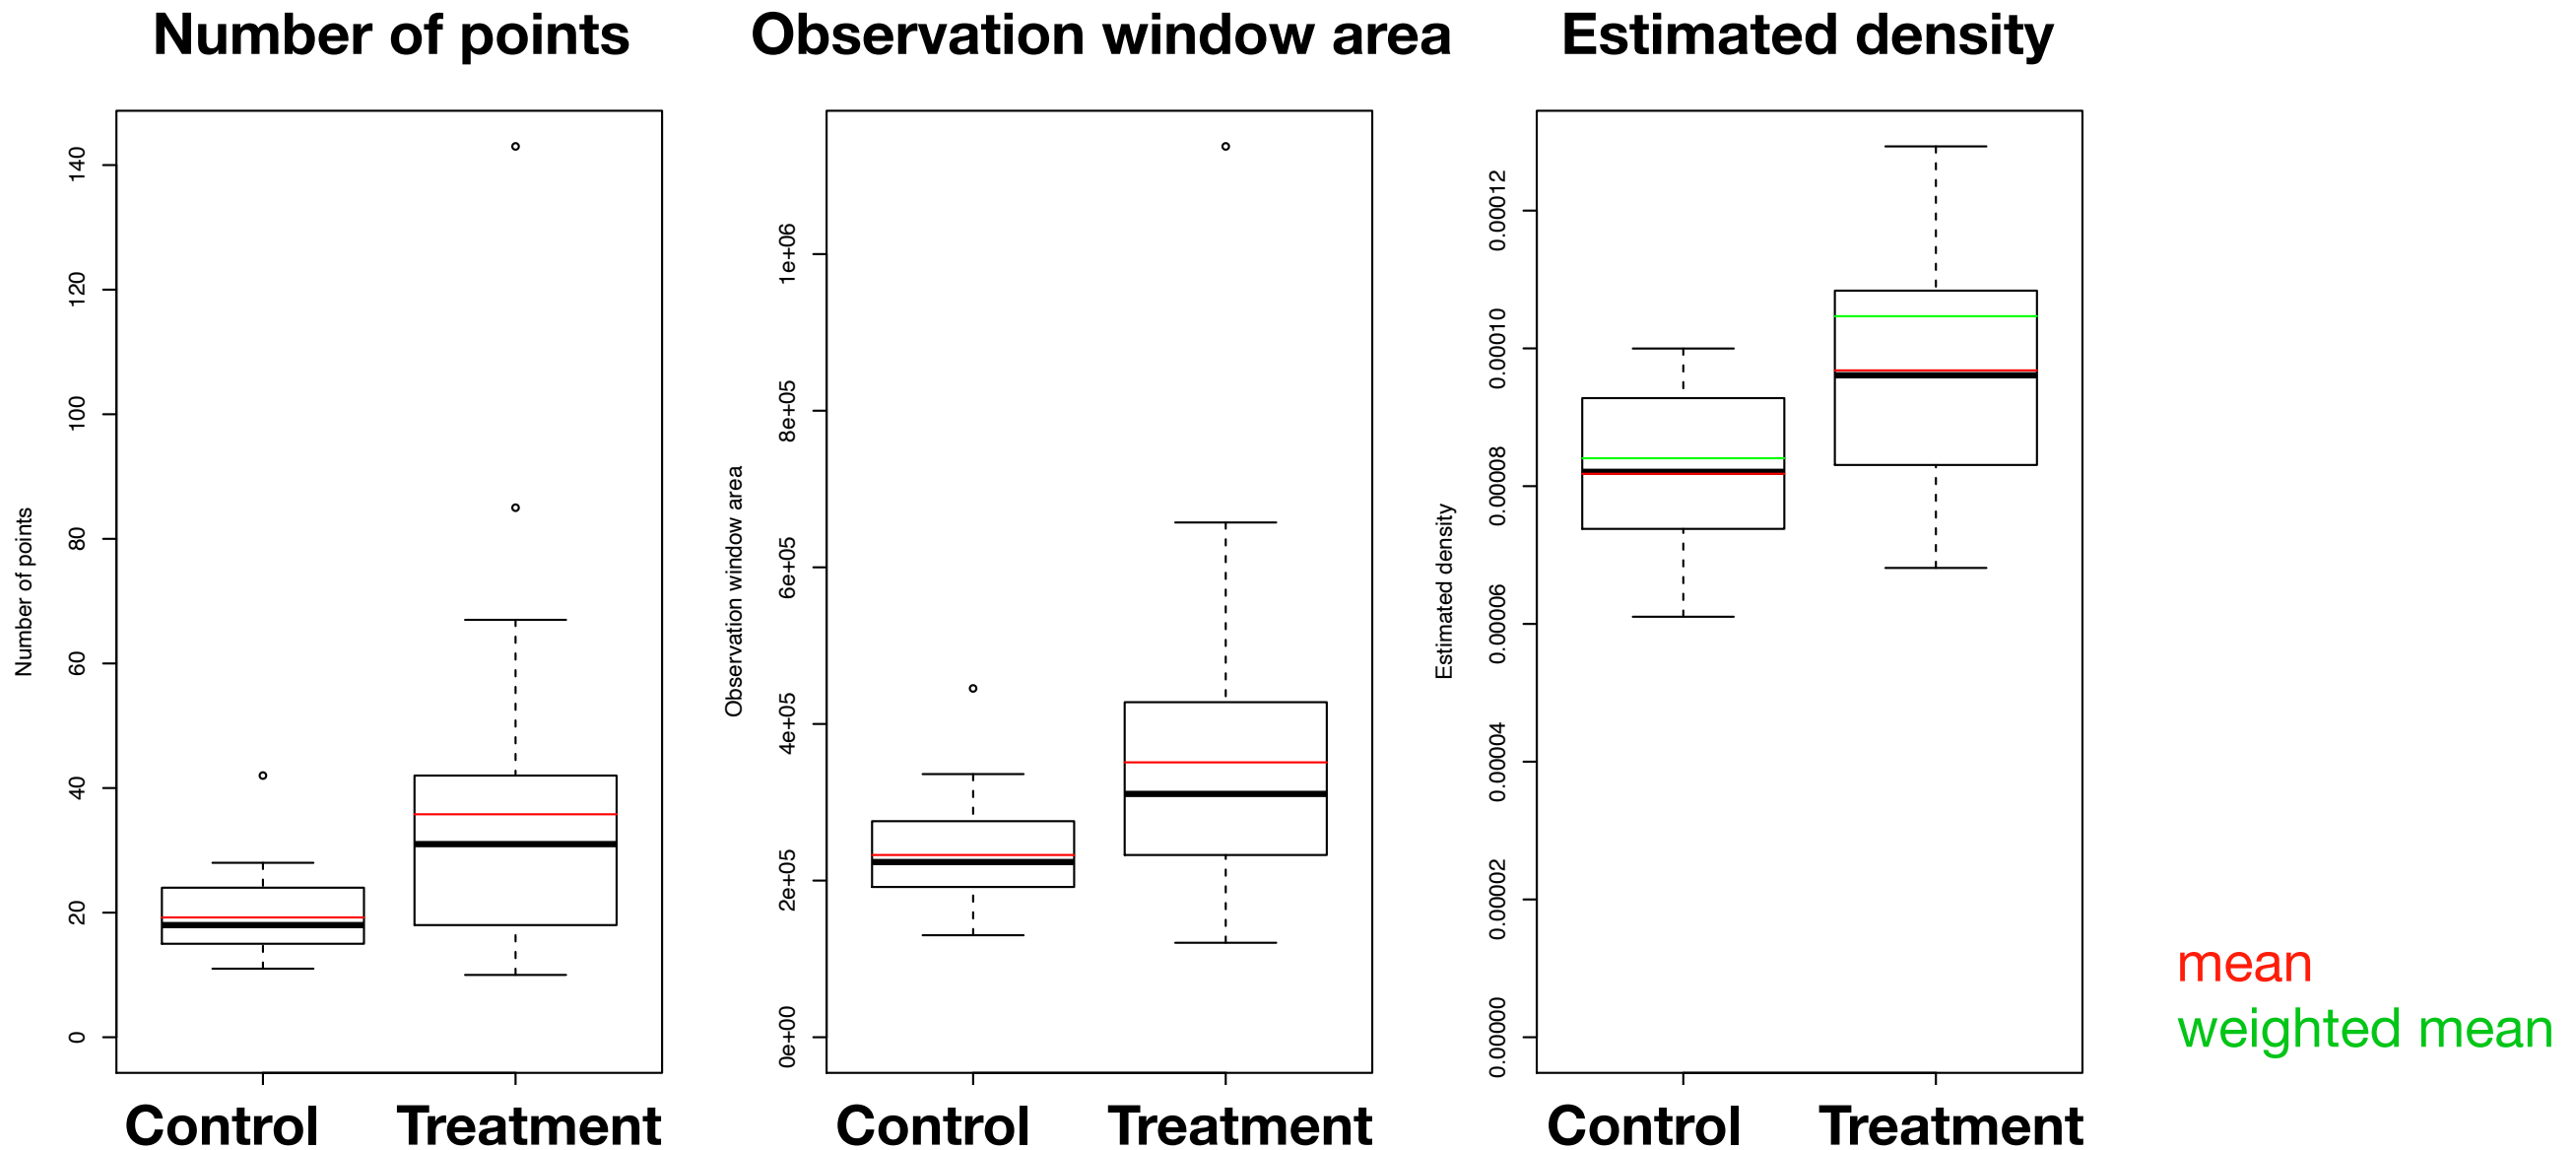 Number of points
Observation window area
Estimated density
Number of points
0
20
40
60
80
100
120
140
Control
Treatment
Observation window area
0e+00
2e+05
4e+05
6e+05
8e+05
1e+06
Control
Treatment
Estimated density
0.00000
0.00002
0.00004
0.00006
0.00008
0.00010
0.00012
Control
Treatment
mean
weighted mean